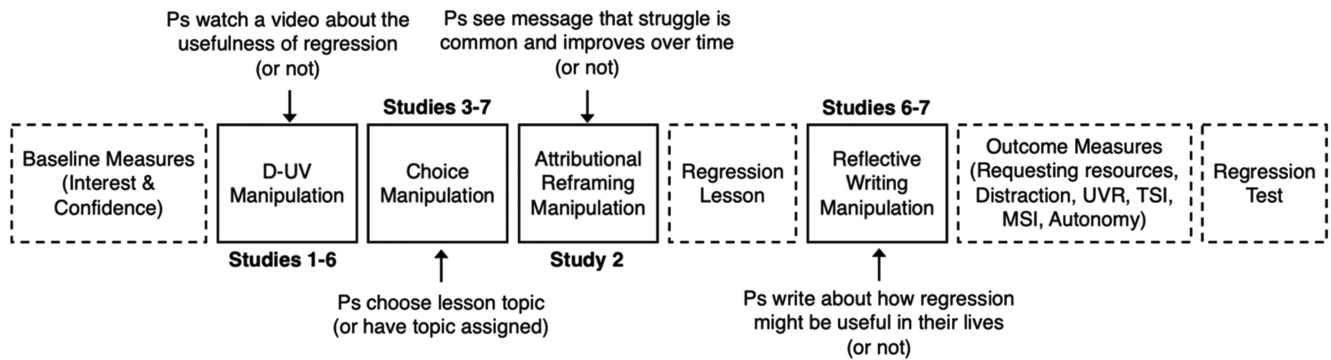 Ps watch a video about the
usefulness of regression
(or not)
Ps see message that struggle is
common and improves over time
(or not)
Studies 3-7
Studies 6-7
Baseline Measures
(Interest &
Confidence)
D-UV
Manipulation
Choice
Manipulation
Attributional
Reframing
Manipulation
Regression
Lesson
Reflective
Writing
Manipulation
Outcome Measures
(Requesting resources,
Distraction, UVR, TSI,
MSI, Autonomy)
Regression
Test
Studies 1-6
Study 2
Ps choose lesson topic
(or have topic assigned)
Ps write about how regression
might be useful in their lives
(or not)